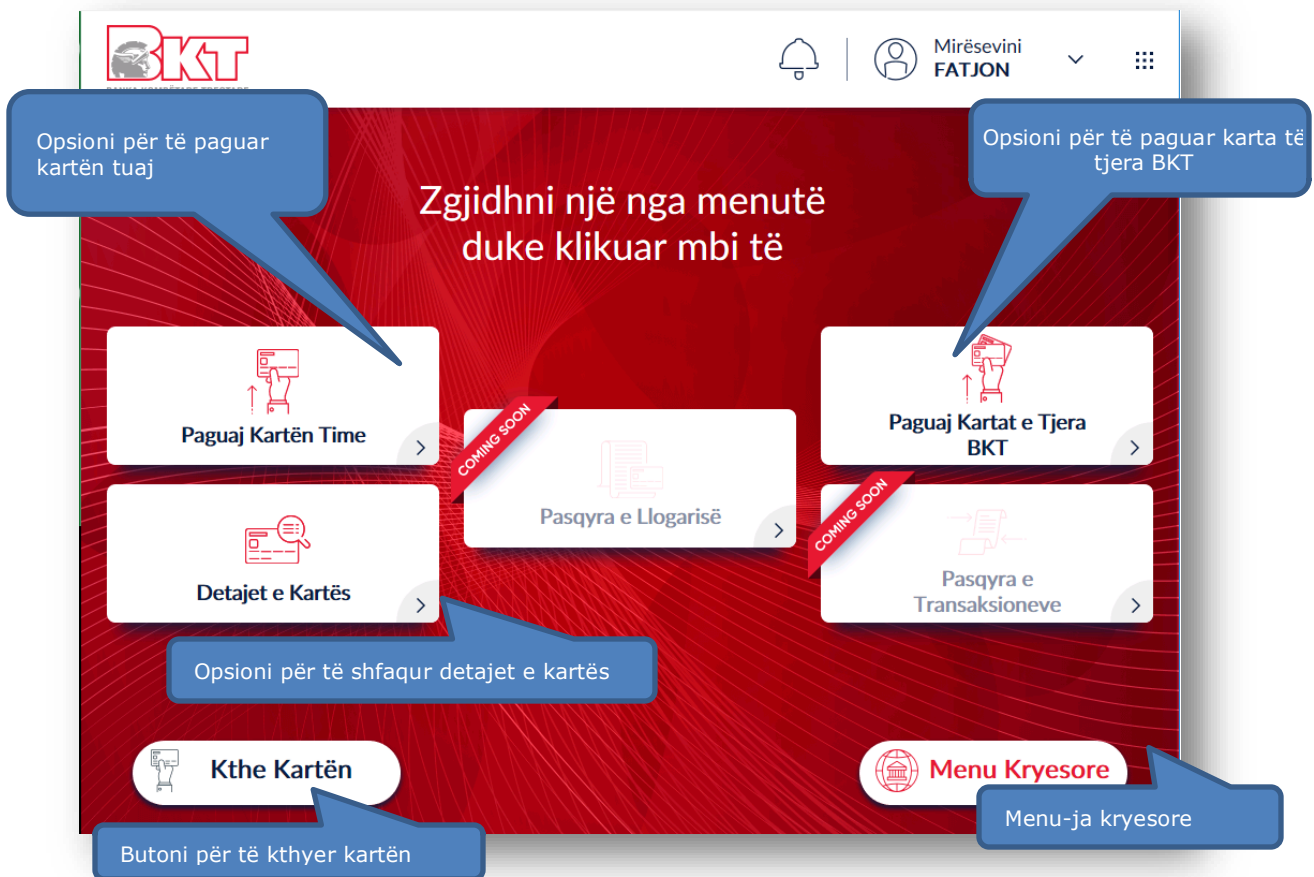 BKT
BANKA KOMBËTARE TREGTARE
Mirësevini
FATJON
Opsioni për të paguar
kartën tuaj
Opsioni për të paguar karta të
tjera BKT
Zgjidhni një nga menutë
duke klikuar mbi të
Paguaj Kartën Time
COMING SOON
Pasqyra e Llogarisë
Paguaj Kartat e Tjera
BKT
Detajet e Kartës
COMING SOON
Pasqyra e
Transaksioneve
Opsioni për të shfaqur detajet e kartës
Kthe Kartën
Menu Kryesore
Menu-ja kryesore
Butoni për të kthyer kartën